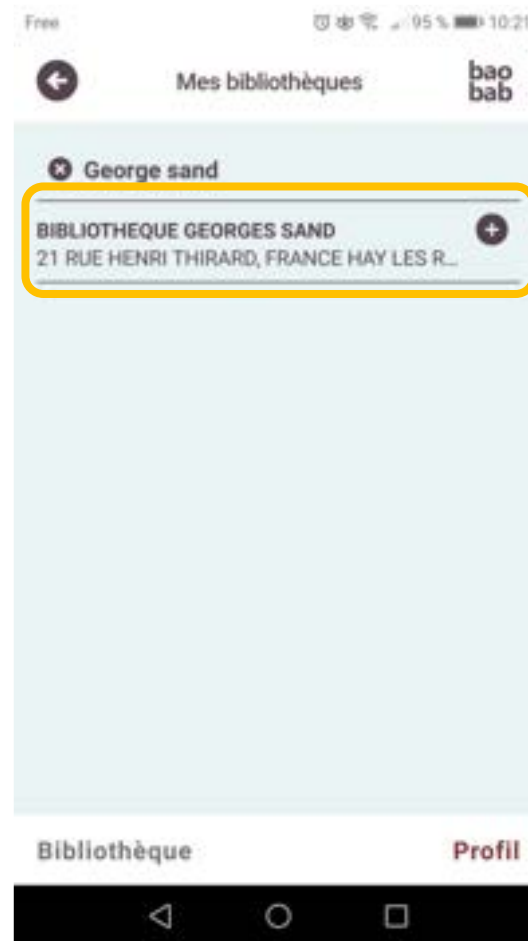 Free 95 % 10:21
Mes bibliothèques
bao
bab
George sand
BIBLIOTHEQUE GEORGES SAND
21 RUE HENRI THIRARD, FRANCE HAY LES R...
Bibliothèque Profil